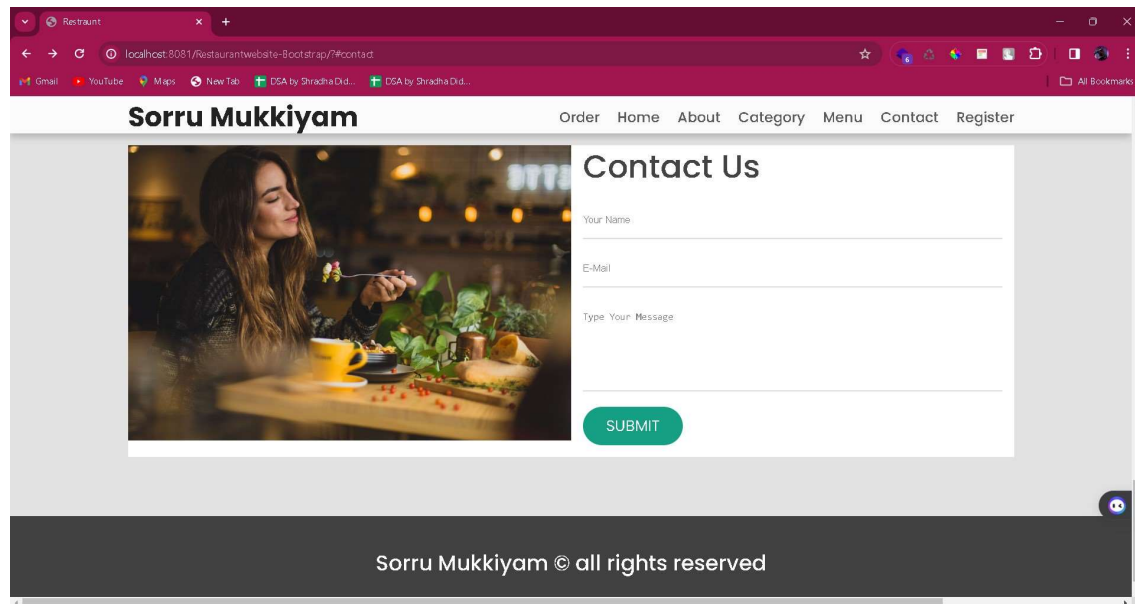 Restraunt
localhost:8081/Restaurantwebsite-Bootstrap/?#contact
6
Gmail YouTube Maps New Tab DSA by Shradha Did... DSA by Shradha Did... All Bookmarks
Sorru Mukkiyam Order Home About Category Menu Contact Register
Contact Us
Your Name
E-Mail
Type Your Message
SUBMIT
Sorru Mukkiyam © all rights reserved